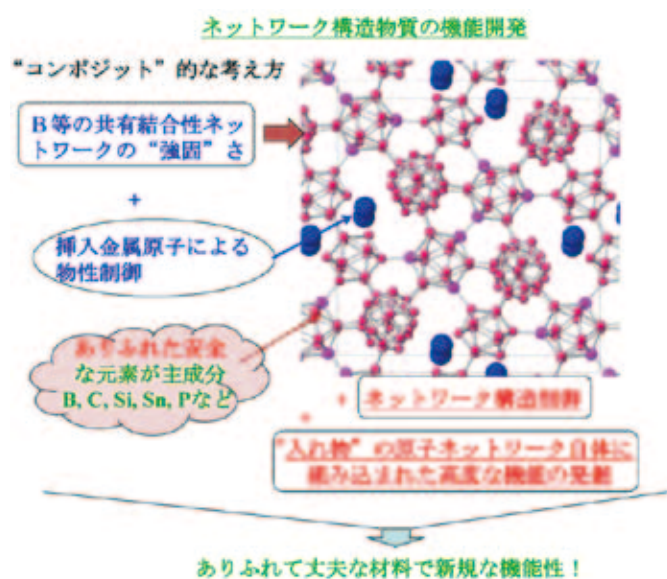 ネットワーク構造物質の機能開発
“コンポジット”的な考え方
B等の共有結合性ネッ
トワークの“強固”さ
+
挿入金属原子による
物性制御
ありふれた安全
な元素が主成分
B, C, Si, Sn, Pなど
+
ネットワーク構造制御
+
“入れ物”の原子ネットワーク自体に
組み込まれた高度な機能の発現
ありふれて丈夫な材料で新規な機能性！